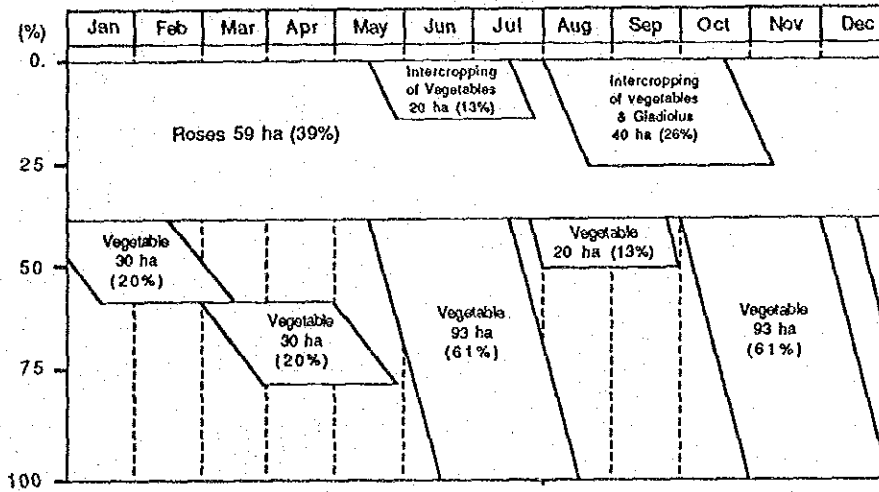 (%) Jan Feb Mar Apr May Jun Jul Aug Sep Oct Nov Dec
0.
Intercropping
of Vegetables
20 ha (13%)
Intercropping
of vegetables
& Gladiolus
40 ha (26%)
Roses 59 ha (39%)
25
Vegetable
30 ha
(20%)
Vegetable
20 ha (13%)
50
Vegetable
30 ha
(20%)
Vegetable
93 ha
(61%)
Vegetable
93 ha
(61%)
75
100